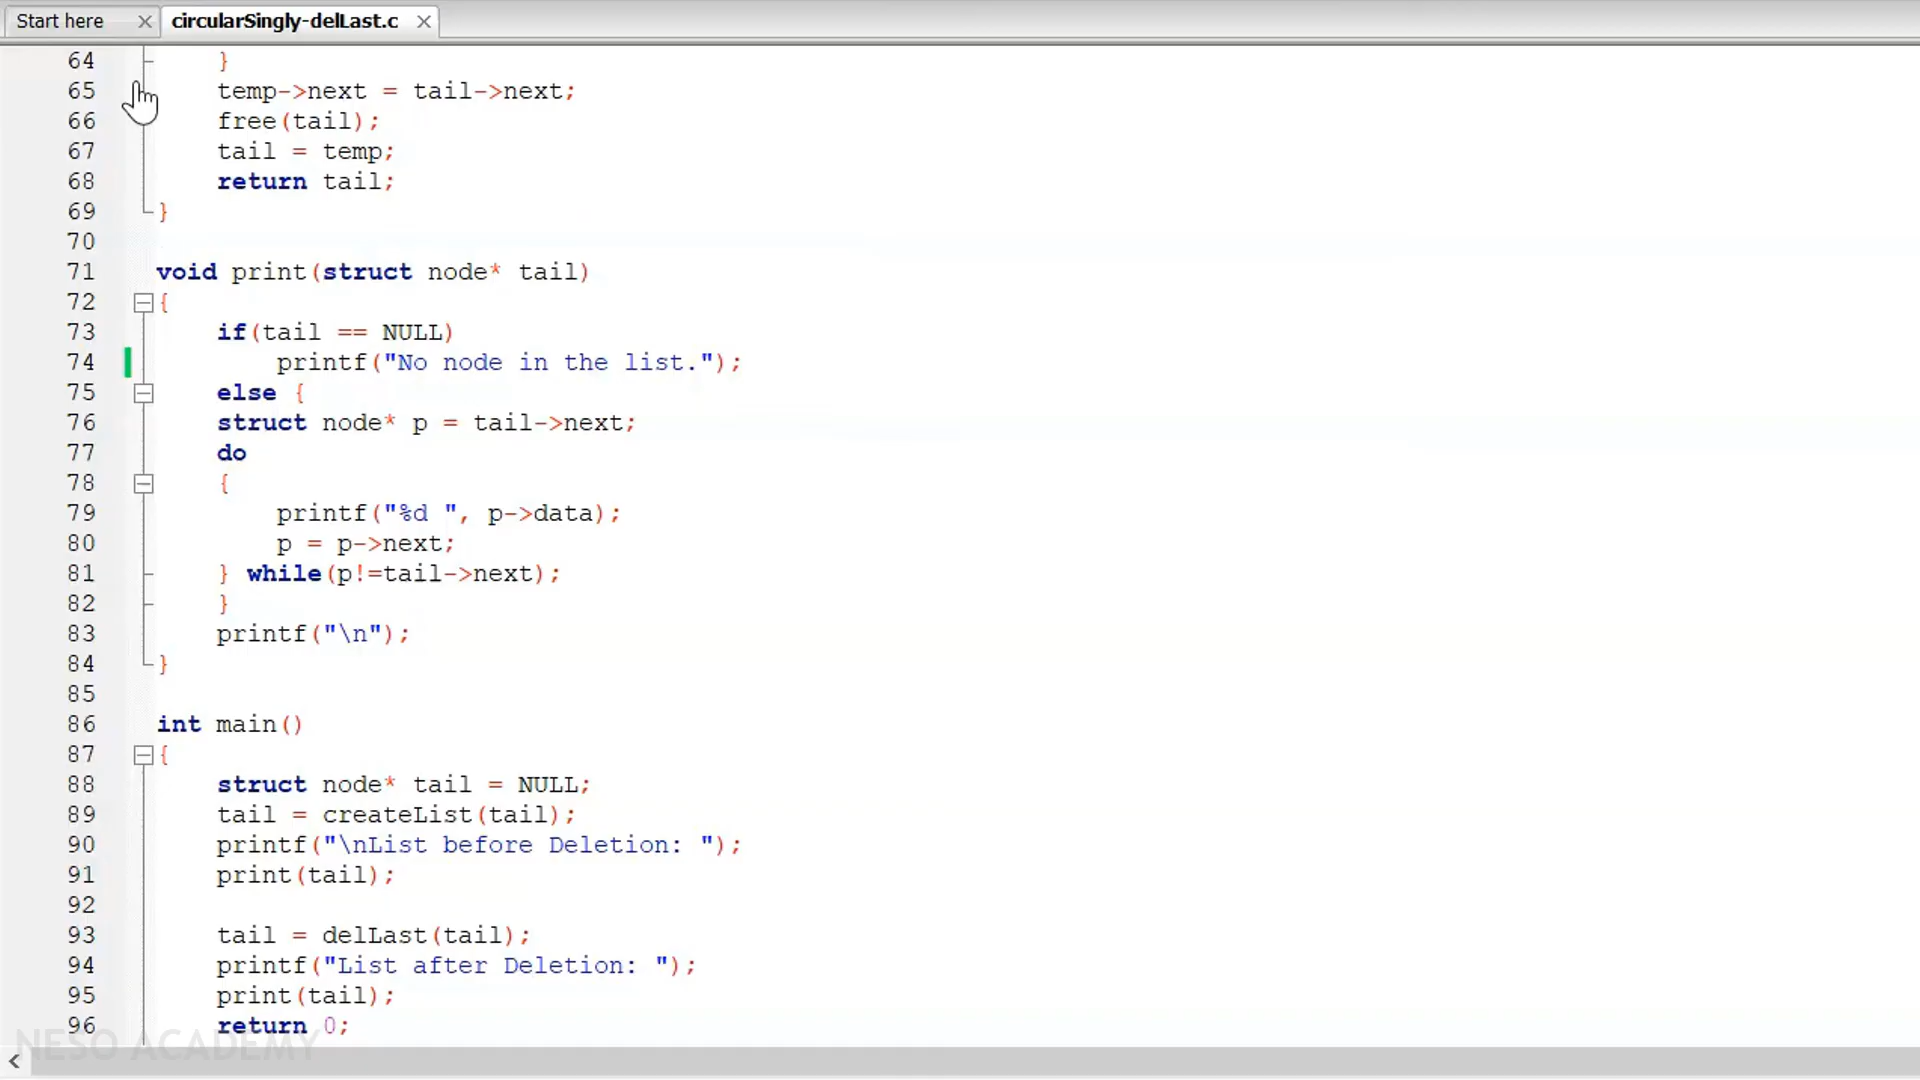 Start here
circularSingly-delLast.c
64 }
65 temp->next = tail->next;
66 free(tail);
67 tail = temp;
68 return tail;
69 }
70
71 void print(struct node* tail)
72 {
73 if(tail == NULL)
74 printf("No node in the list.");
75 else {
76 struct node* p = tail->next;
77 do
78 {
79 printf("%d ", p->data);
80 p = p->next;
81 } while(p!=tail->next);
82 }
83 printf("\n");
84 }
85
86 int main()
87 {
88 struct node* tail = NULL;
89 tail = createList(tail);
90 printf("\nList before Deletion: ");
91 print(tail);
92
93 tail = delLast(tail);
94 printf("List after Deletion: ");
95 print(tail);
96 return 0;
NESO ACADEMY